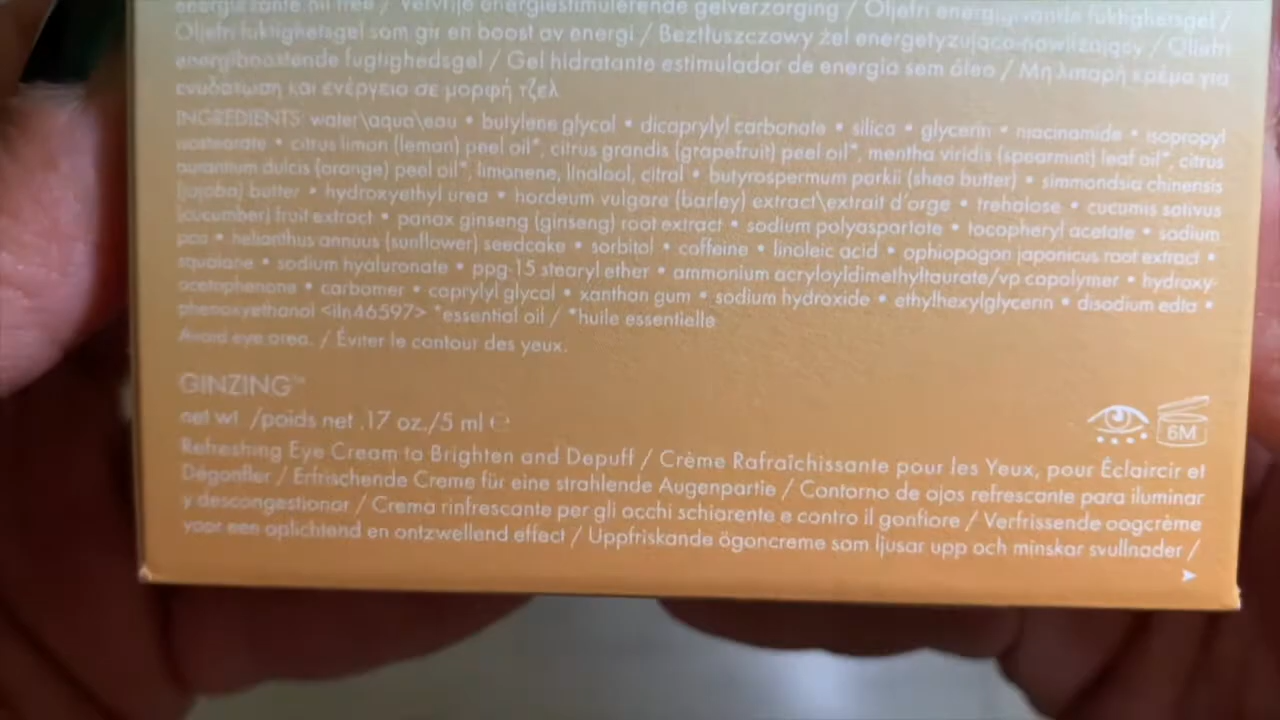 energisante oil free / Velvrije energiestimulerende gelverzorging / Oljefri energigivande fuktighetsgel /
Oljefri fuktighetsgel som gir en boost av energi / Beztłuszczowy żel energetyzująco-nawilżający / Oliefri
energiboostende fugtighedsgel / Gel hidratante estimulador de energia sem óleo / Μη λιπαρή κρέμα για
ενυδάτωση και ενέργεια σε μορφή τζελ
INGREDIENTS: water\aqua\eau • butylene glycol • dicaprylyl carbonate • silica • glycerin • niacinamide • isopropyl
isostearate • citrus limon (lemon) peel oil*, citrus grandis (grapefruit) peel oil*, mentha viridis (spearmint) leaf oil*, citrus
aurantium dulcis (orange) peel oil*, limonene, linalool, citral • butyrospermum parkii (shea butter) • simmondsia chinensis
(jojoba) butter • hydroxyethyl urea • hordeum vulgare (barley) extract\extrait d'orge • trehalose • cucumis sativus
(cucumber) fruit extract • panax ginseng (ginseng) root extract • sodium polyaspartate • tocopheryl acetate • sodium
pca • helianthus annuus (sunflower) seedcake • sorbitol • caffeine • linoleic acid • ophiopogon japonicus root extract •
squalane • sodium hyaluronate • ppg-15 stearyl ether • ammonium acryloyldimethyltaurate/vp copolymer • hydroxy-
acetophenone • carbomer • caprylyl glycol • xanthan gum • sodium hydroxide • ethylhexylglycerin • disodium edta •
phenoxyethanol <iln46597> *essential oil / *huile essentielle
Avoid eye area. / Éviter le contour des yeux.
GINZING™
net wt /poids net .17 oz./5 ml ℮
6M
Refreshing Eye Cream to Brighten and Depuff / Crème Rafraîchissante pour les Yeux, pour Éclaircir et
Dégonfler / Erfrischende Creme für eine strahlende Augenpartie / Contorno de ojos refrescante para iluminar
y descongestionar / Crema rinfrescante per gli occhi schiarente e contro il gonfiore / Verfrissende oogcrème
voor een oplichtend en ontzwellend effect / Uppfriskande ögoncreme som ljusar upp och minskar svullnader /